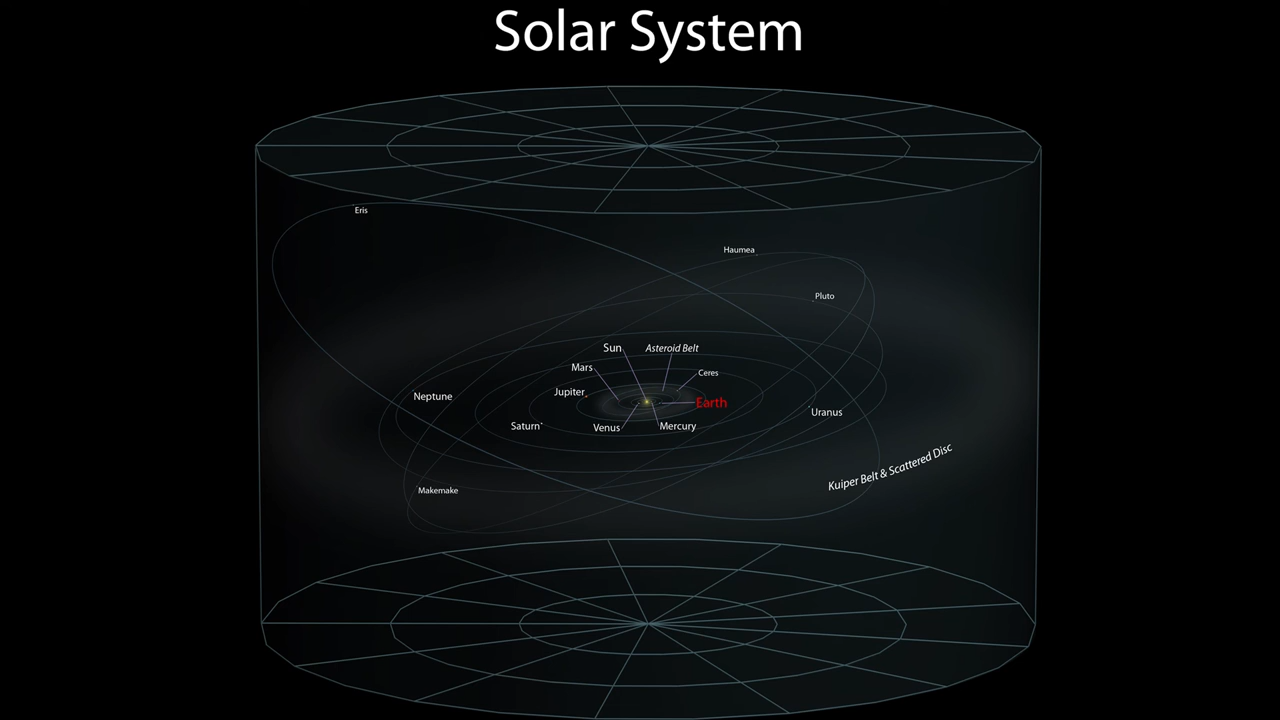 Solar System
Eris
Haumea
Pluto
Sun
Asteroid Belt
Mars
Ceres
Jupiter
Neptune
Earth
Uranus
Saturn
Venus
Mercury
Kuiper Belt & Scattered Disc
Makemake